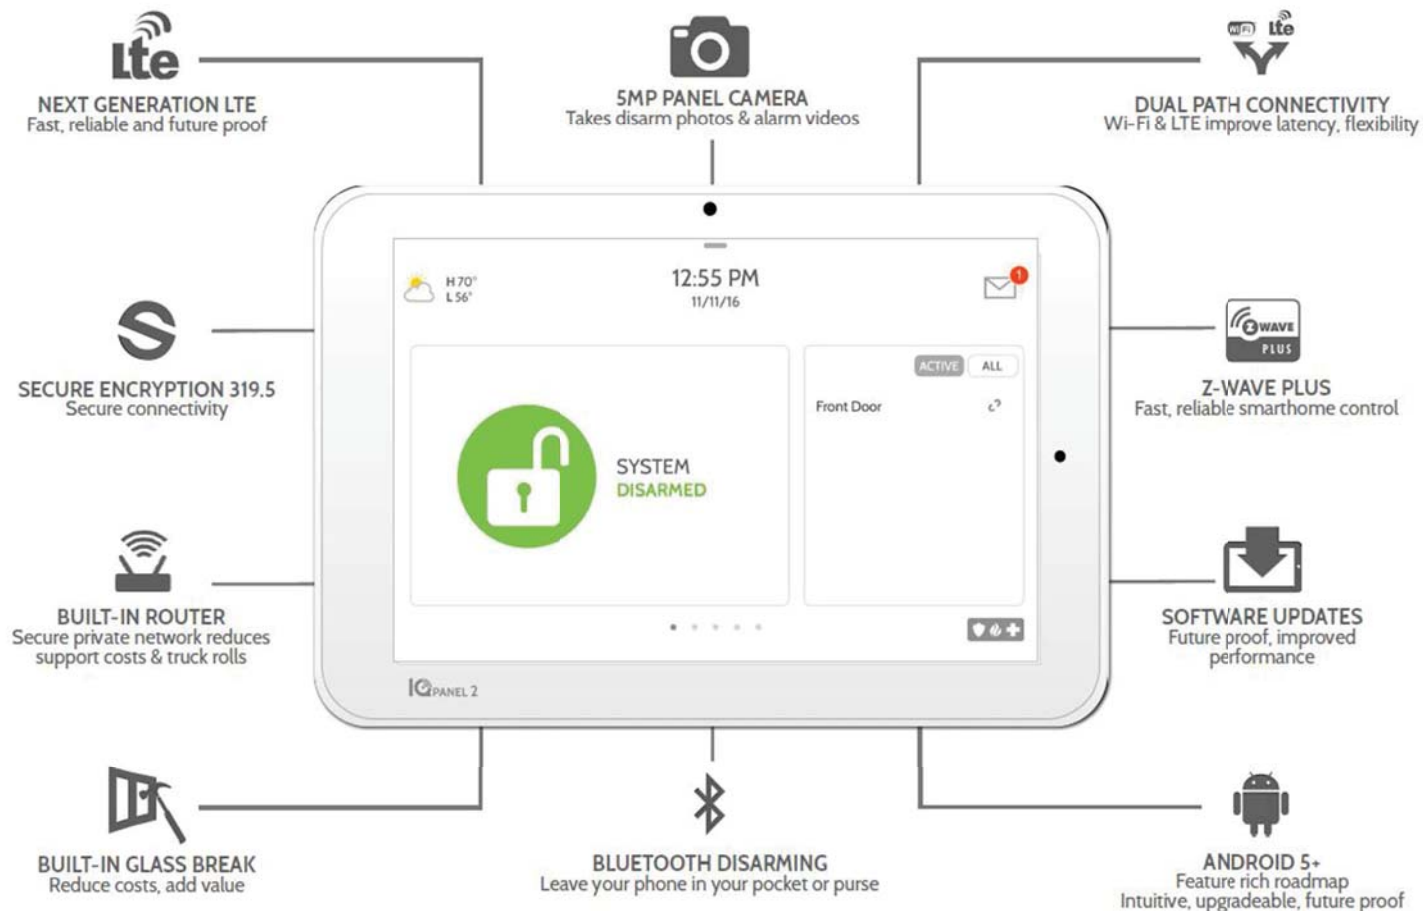 Lte
NEXT GENERATION LTE
Fast, reliable and future proof
5MP PANEL CAMERA
Takes disarm photos & alarm videos
WiFi Lte
DUAL PATH CONNECTIVITY
Wi-Fi & LTE improve latency, flexibility
SECURE ENCRYPTION 319.5
Secure connectivity
BUILT-IN ROUTER
Secure private network reduces
support costs & truck rolls
BUILT-IN GLASS BREAK
Reduce costs, add value
H 70°
L 56°
12:55 PM
11/11/16
1
SYSTEM
DISARMED
ACTIVE ALL
Front Door
IQ PANEL 2
BLUETOOTH DISARMING
Leave your phone in your pocket or purse
Z WAVE
PLUS
Z-WAVE PLUS
Fast, reliable smarthome control
SOFTWARE UPDATES
Future proof, improved
performance
ANDROID 5+
Feature rich roadmap
Intuitive, upgradeable, future proof